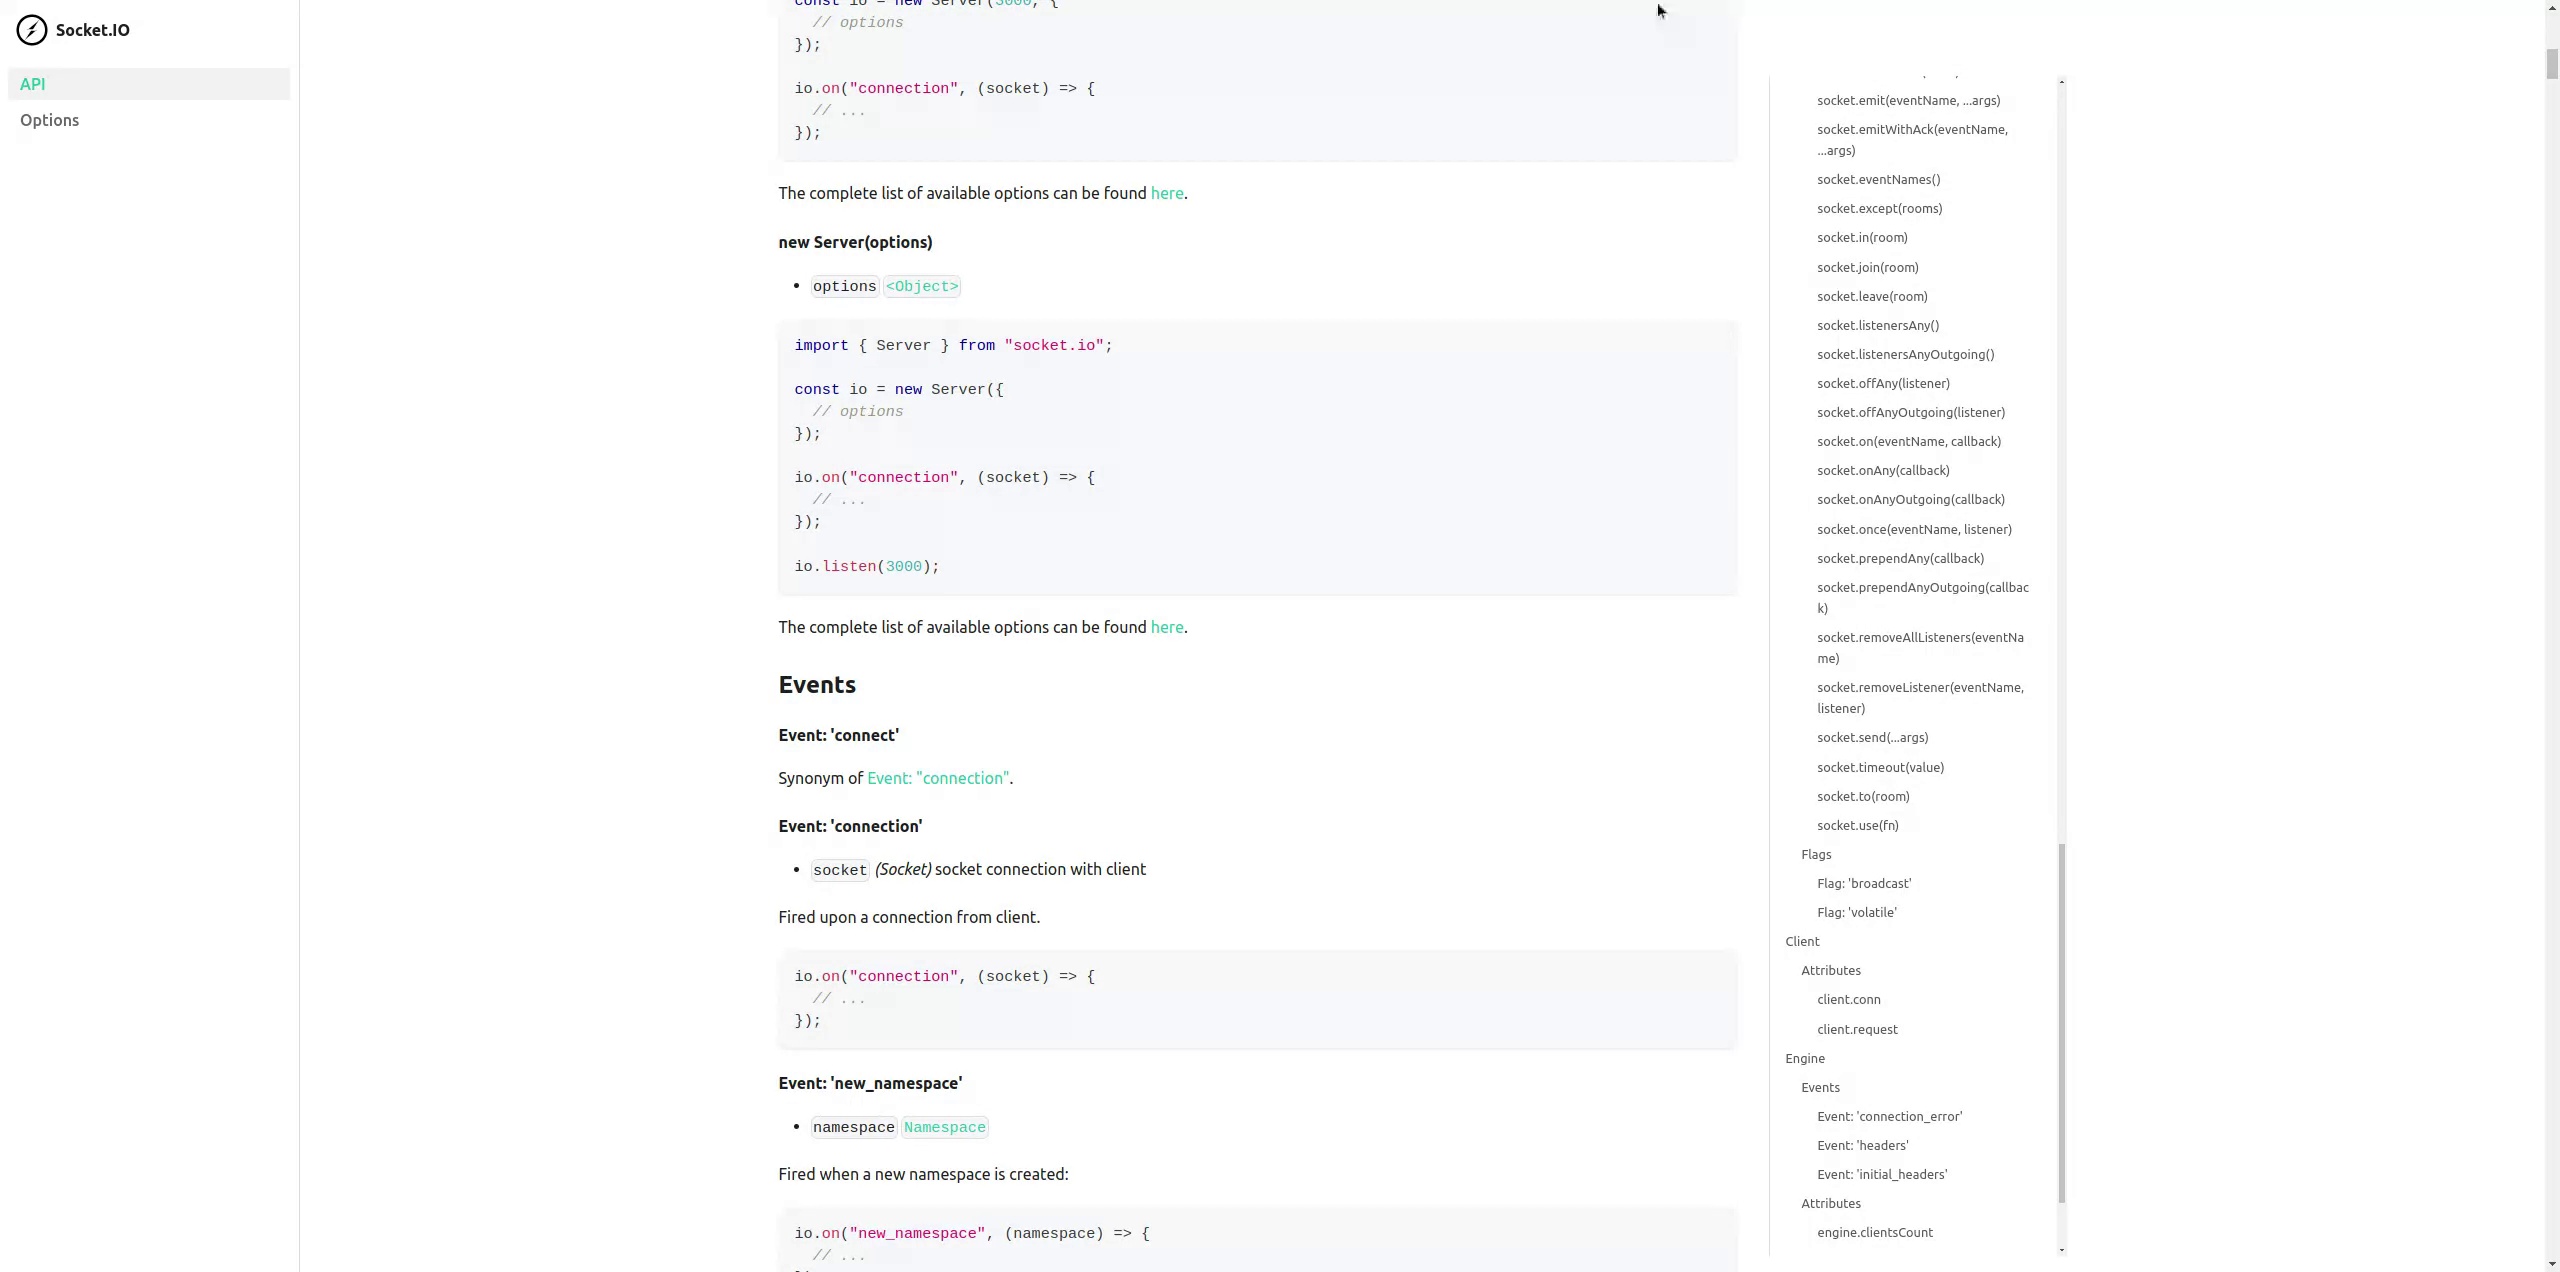 Socket.IO
API
Options
const io = new Server(3000, {
// options
});
io.on("connection", (socket) => {
// ...
});
The complete list of available options can be found here.
new Server(options)
options <Object>
import { Server } from "socket.io";
const io = new Server({
// options
});
io.on("connection", (socket) => {
// ...
});
io.listen(3000);
The complete list of available options can be found here.
Events
Event: 'connect'
Synonym of Event: "connection".
Event: 'connection'
socket (Socket) socket connection with client
Fired upon a connection from client.
io.on("connection", (socket) => {
// ...
});
Event: 'new_namespace'
namespace Namespace
Fired when a new namespace is created:
io.on("new_namespace", (namespace) => {
// ...
socket.emit(eventName, ...args)
socket.emitWithAck(eventName,
...args)
socket.eventNames()
socket.except(rooms)
socket.in(room)
socket.join(room)
socket.leave(room)
socket.listenersAny()
socket.listenersAnyOutgoing()
socket.offAny(listener)
socket.offAnyOutgoing(listener)
socket.on(eventName, callback)
socket.onAny(callback)
socket.onAnyOutgoing(callback)
socket.once(eventName, listener)
socket.prependAny(callback)
socket.prependAnyOutgoing(callbac
k)
socket.removeAllListeners(eventNa
me)
socket.removeListener(eventName,
listener)
socket.send(...args)
socket.timeout(value)
socket.to(room)
socket.use(fn)
Flags
Flag: 'broadcast'
Flag: 'volatile'
Client
Attributes
client.conn
client.request
Engine
Events
Event: 'connection_error'
Event: 'headers'
Event: 'initial_headers'
Attributes
engine.clientsCount